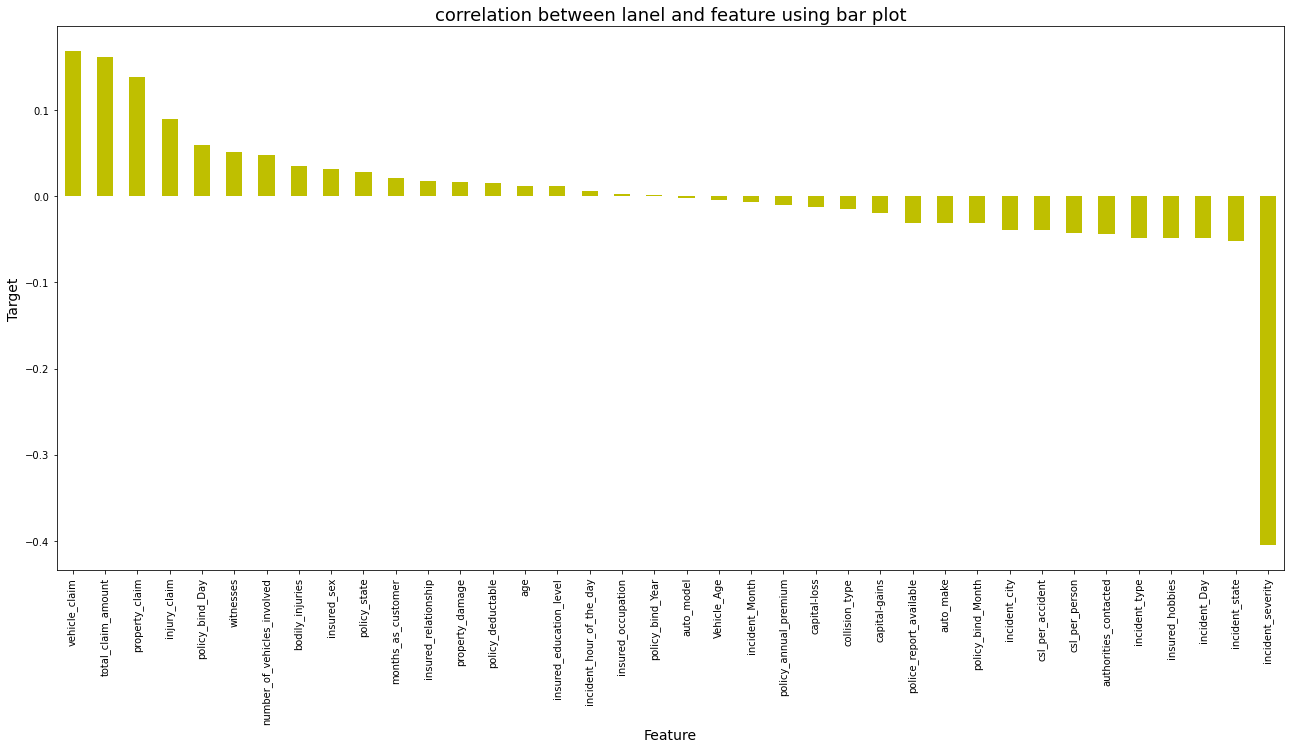 correlation between lanel and feature using bar plot
0.1
0.0
−0.1
−0.2
−0.3
−0.4
Target
vehicle_claim
total_claim_amount
property_claim
injury_claim
policy_bind_Day
witnesses
number_of_vehicles_involved
bodily_injuries
insured_sex
policy_state
months_as_customer
insured_relationship
property_damage
policy_deductable
age
insured_education_level
incident_hour_of_the_day
insured_occupation
policy_bind_Year
auto_model
Vehicle_Age
incident_Month
policy_annual_premium
capital-loss
collision_type
capital-gains
police_report_available
auto_make
policy_bind_Month
incident_city
csl_per_accident
csl_per_person
authorities_contacted
incident_type
insured_hobbies
incident_Day
incident_state
incident_severity
Feature